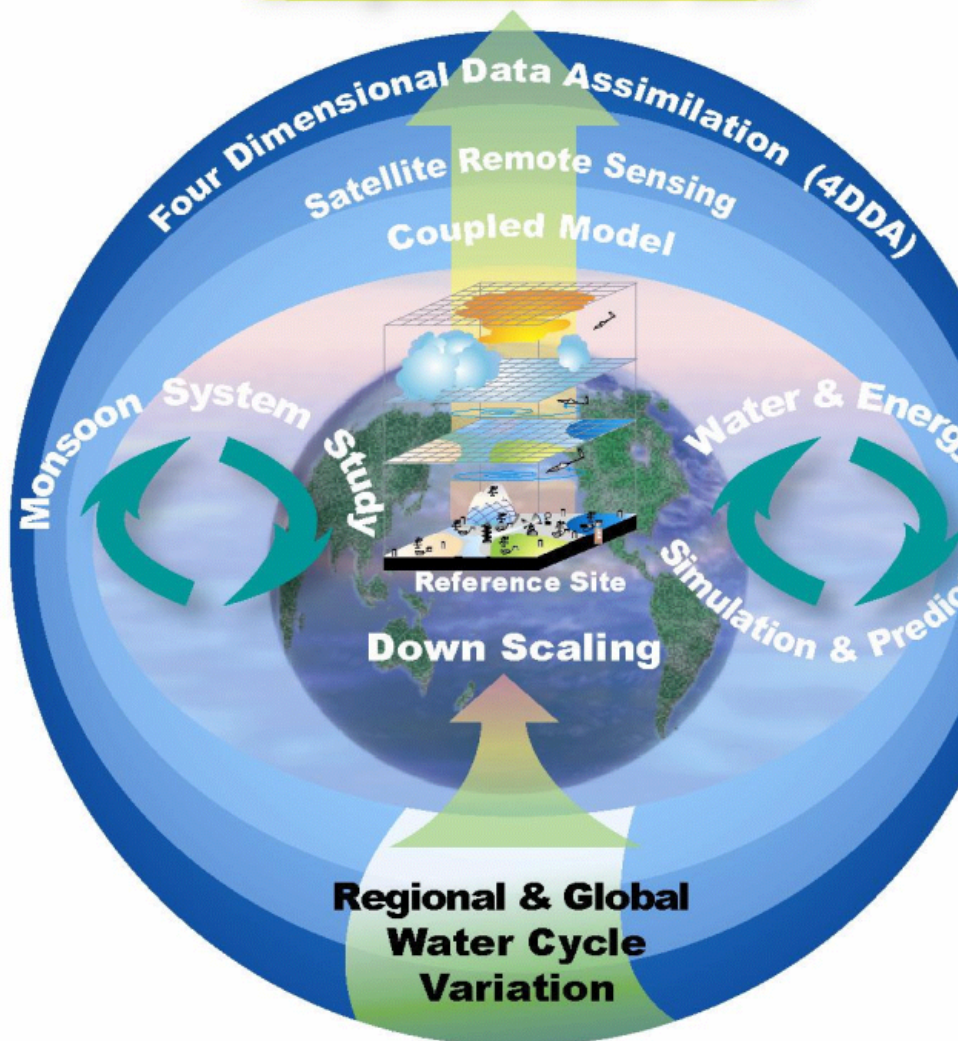 Four Dimensional Data Assimilation (4DDA)
Satellite Remote Sensing
Coupled Model
Monsoon System Study
Water & Energy
Simulation & Predic
Reference Site
Down Scaling
Regional & Global
Water Cycle
Variation